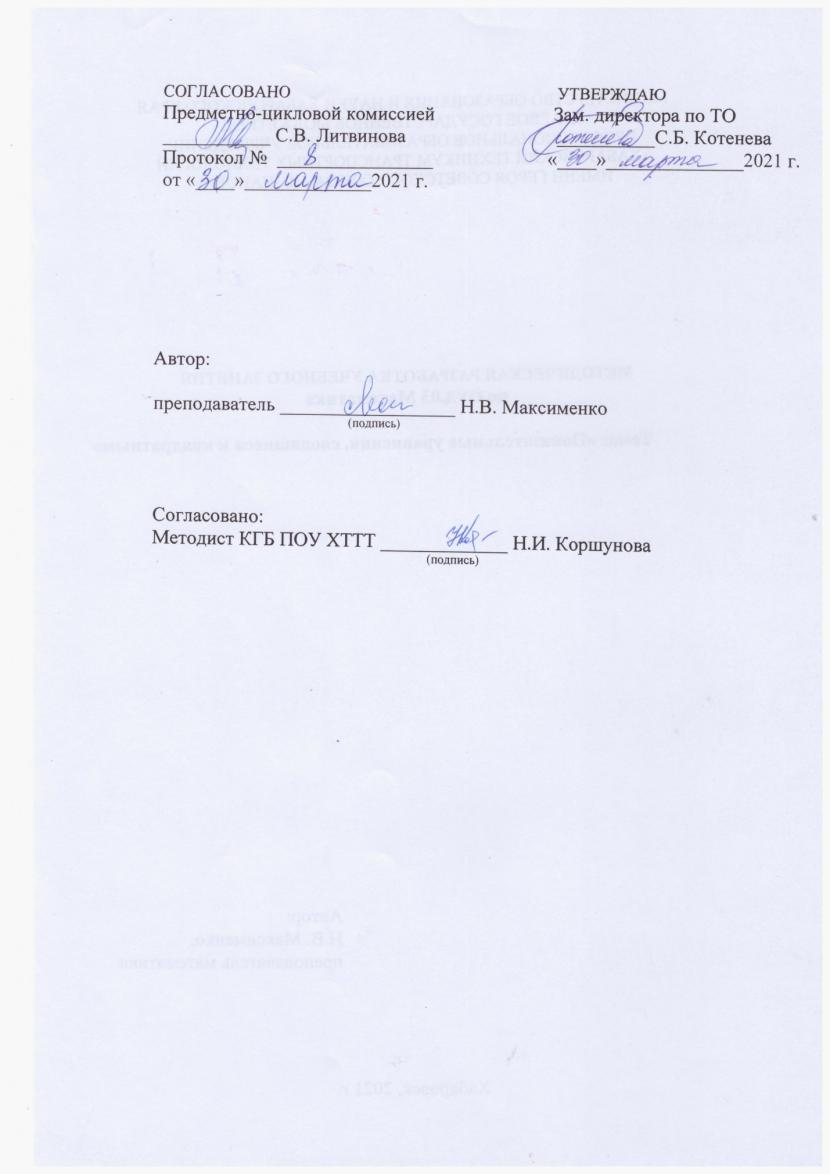 СОГЛАСОВАНО
Предметно-цикловой комиссией
С.В. Литвинова
Протокол № 8
от «30» марта 2021 г.
УТВЕРЖДАЮ
Зам. директора по ТО
Котенева С.Б. Котенева
«30» марта 2021 г.
Автор:
преподаватель Н.В. Максименко
(подпись)
Согласовано:
Методист КГБ ПОУ ХТТТ Н.И. Коршунова
(подпись)